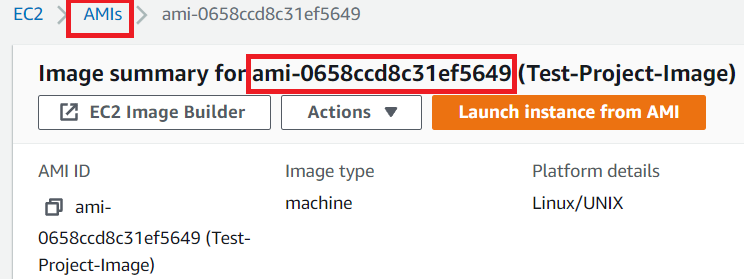 EC2 > AMIs > ami-0658ccd8c31ef5649
Image summary for ami-0658ccd8c31ef5649 (Test-Project-Image)
EC2 Image Builder Actions ▼ Launch instance from AMI
AMI ID Image type Platform details
ami- machine Linux/UNIX
0658ccd8c31ef5649 (Test-
Project-Image)